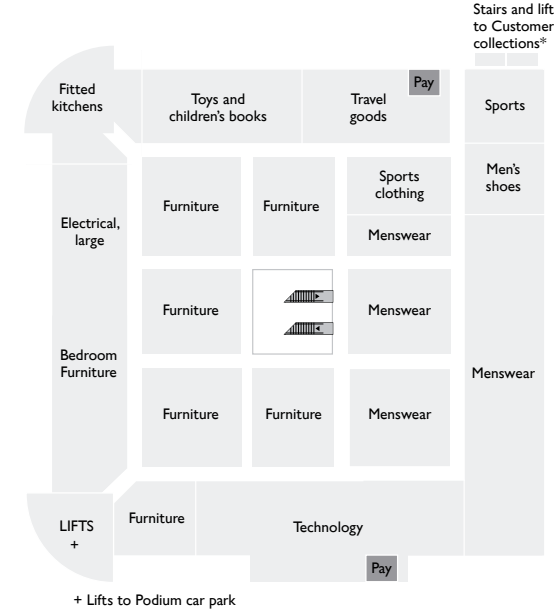 Stairs and lift
to Customer
collections*
Fitted
kitchens
Toys and
children's books
Travel
goods
Pay
Sports
Furniture
Furniture
Sports
clothing
Men's
shoes
Electrical,
large
Menswear
Furniture
Menswear
Bedroom
Furniture
Menswear
Furniture
Furniture
Menswear
LIFTS
+
Furniture
Technology
Pay
+ Lifts to Podium car park